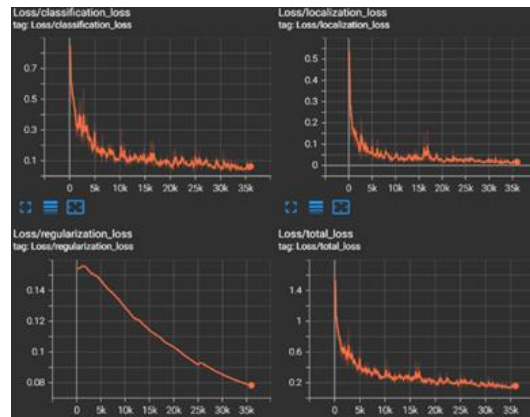 Loss/classification_loss
tag: Loss/classification_loss
0.7
0.5
0.3
0.1
0 5k 10k 15k 20k 25k 30k 35k
Loss/localization_loss
tag: Loss/localization_loss
0.5
0.4
0.3
0.2
0.1
0
0 5k 10k 15k 20k 25k 30k 35k
Loss/regularization_loss
tag: Loss/regularization_loss
0.14
0.12
0.1
0.08
0 5k 10k 15k 20k 25k 30k 35k
Loss/total_loss
tag: Loss/total_loss
1.4
1
0.6
0.2
0 5k 10k 15k 20k 25k 30k 35k